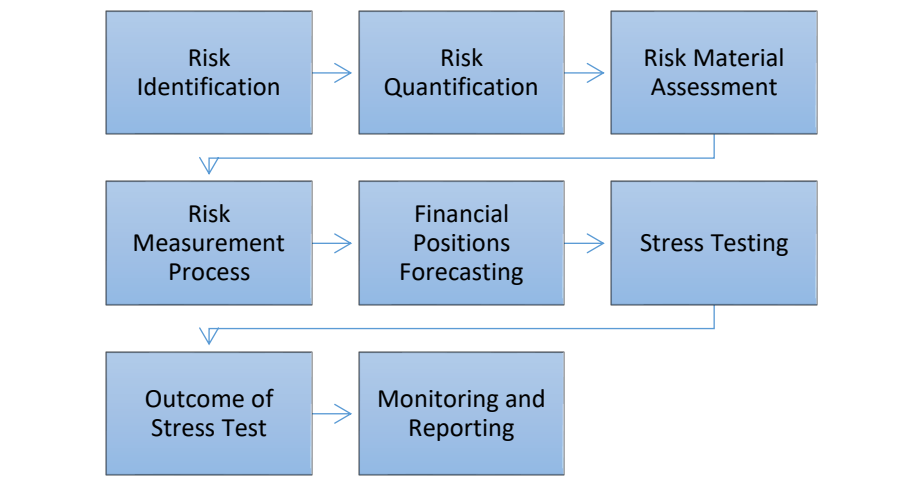 Risk
Identification
Risk
Quantification
Risk Material
Assessment
Risk
Measurement
Process
Financial
Positions
Forecasting
Stress Testing
Outcome of
Stress Test
Monitoring and
Reporting